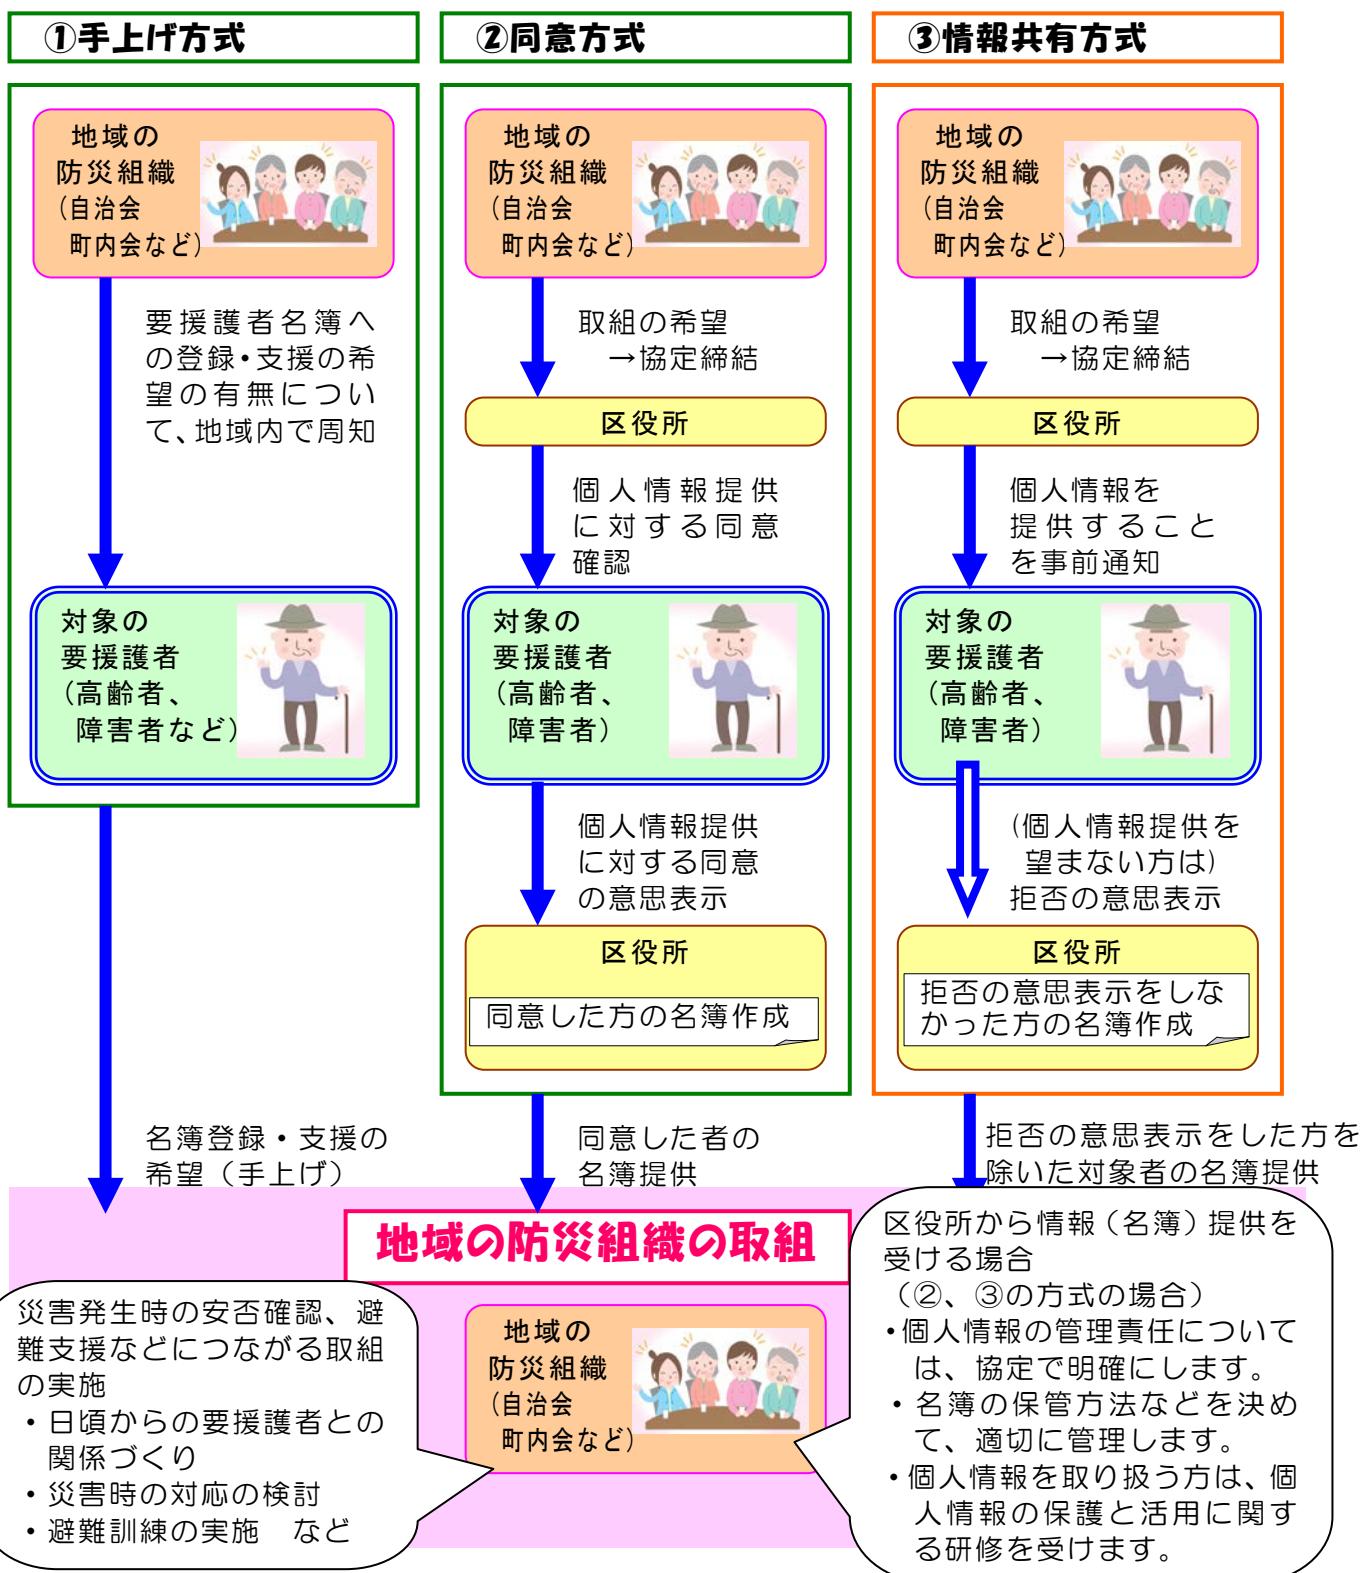 ①手上げ方式
地域の
防災組織
(自治会
町内会など)
要援護者名簿へ
の登録・支援の希
望の有無につい
て、地域内で周知
対象の
要援護者
(高齢者、
障害者など)
名簿登録・支援の
希望（手上げ）
②同意方式
地域の
防災組織
(自治会
町内会など)
取組の希望
→協定締結
区役所
個人情報提供
に対する同意
確認
対象の
要援護者
(高齢者、
障害者)
個人情報提供
に対する同意
の意思表示
区役所
同意した方の名簿作成
同意した者の
名簿提供
③情報共有方式
地域の
防災組織
(自治会
町内会など)
取組の希望
→協定締結
区役所
個人情報を
提供すること
を事前通知
対象の
要援護者
(高齢者、
障害者)
(個人情報提供を
望まない方は)
拒否の意思表示
区役所
拒否の意思表示をしな
かった方の名簿作成
拒否の意思表示をした方を
除いた対象者の名簿提供
地域の防災組織の取組
災害発生時の安否確認、避
難支援などにつながる取組
の実施
・日頃からの要援護者との
関係づくり
・災害時の対応の検討
・避難訓練の実施　など
地域の
防災組織
(自治会
町内会など)
区役所から情報（名簿）提供を
受ける場合
（②、③の方式の場合）
・個人情報の管理責任について
は、協定で明確にします。
・名簿の保管方法などを決め
て、適切に管理します。
・個人情報を取り扱う方は、個
人情報の保護と活用に関す
る研修を受けます。